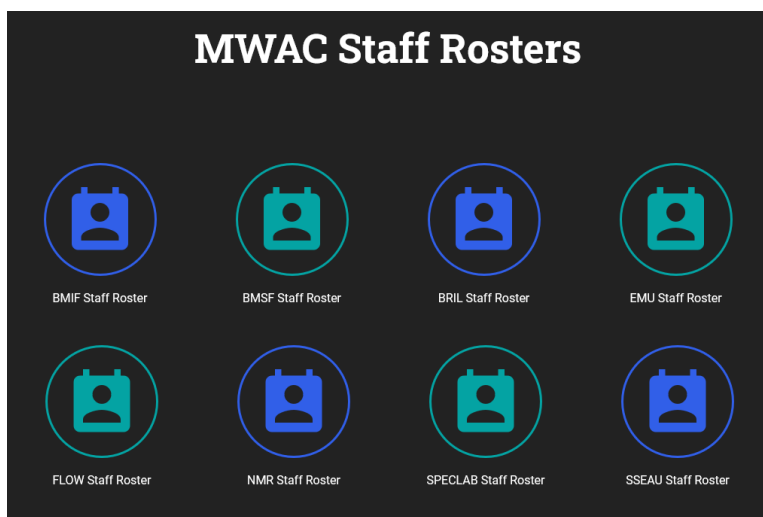 MWAC Staff Rosters
BMIF Staff Roster
BMSF Staff Roster
BRIL Staff Roster
EMU Staff Roster
FLOW Staff Roster
NMR Staff Roster
SPECLAB Staff Roster
SSEAU Staff Roster